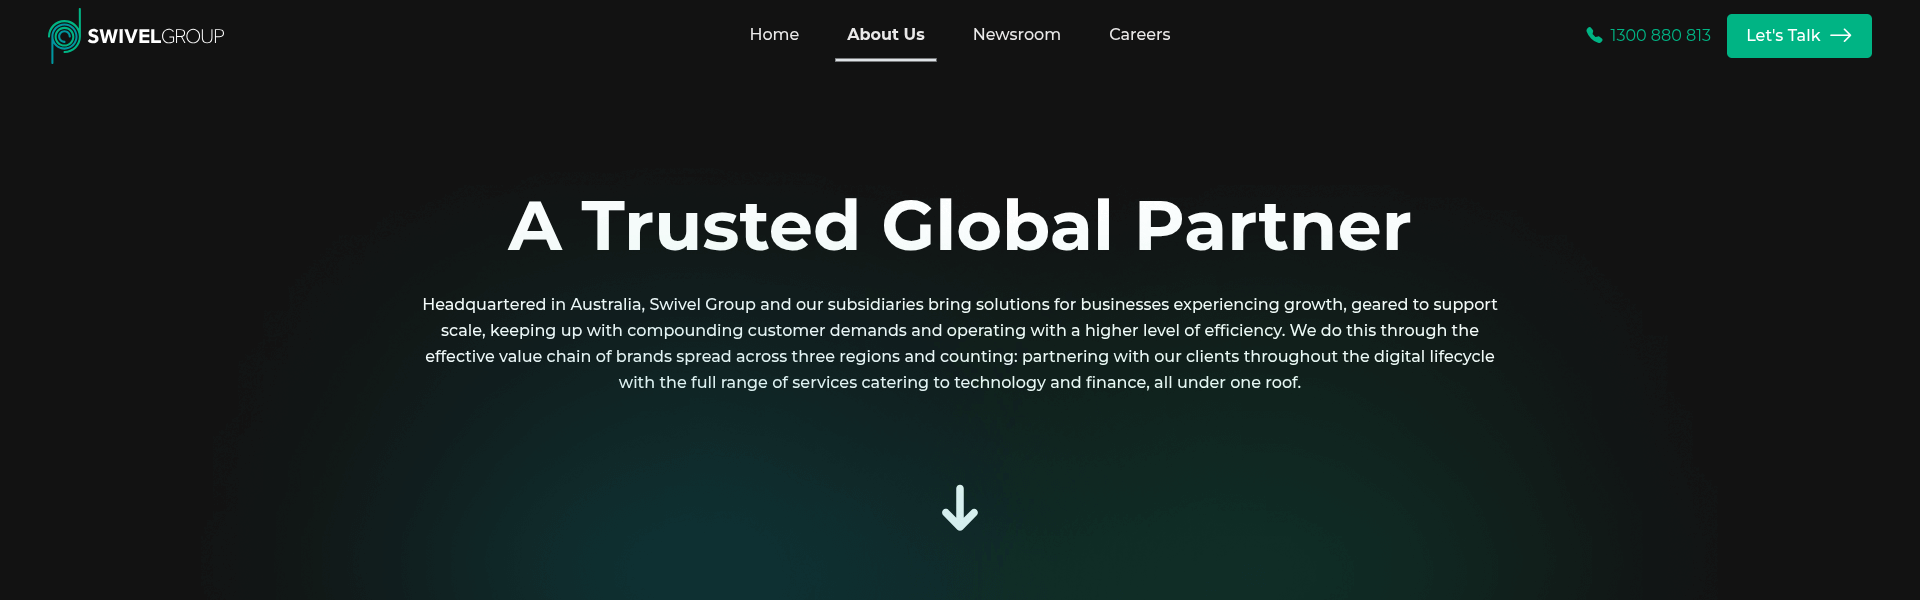 SWIVELGROUP
Home
About Us
Newsroom
Careers
1300 880 813
Let's Talk
A Trusted Global Partner
Headquartered in Australia, Swivel Group and our subsidiaries bring solutions for businesses experiencing growth, geared to support
scale, keeping up with compounding customer demands and operating with a higher level of efficiency. We do this through the
effective value chain of brands spread across three regions and counting: partnering with our clients throughout the digital lifecycle
with the full range of services catering to technology and finance, all under one roof.